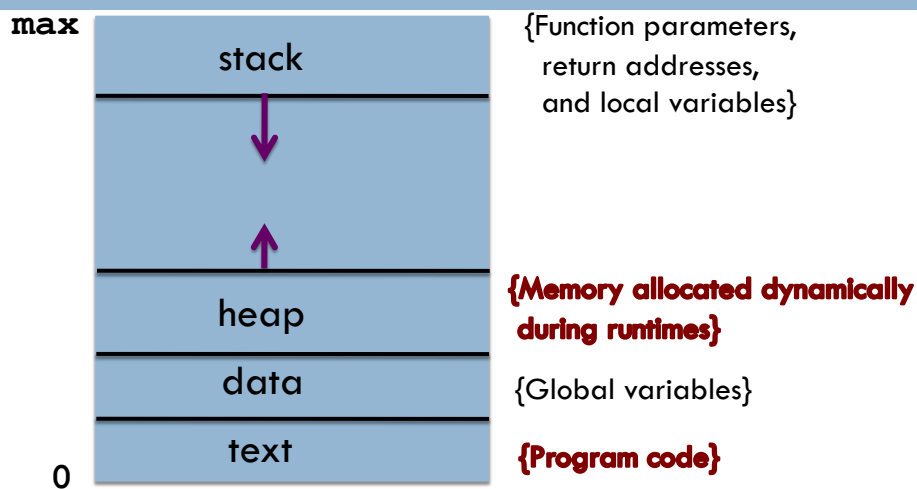 max
stack
{Function parameters,
return addresses,
and local variables}
heap
{Memory allocated dynamically
during runtimes}
data
{Global variables}
text
{Program code}
0